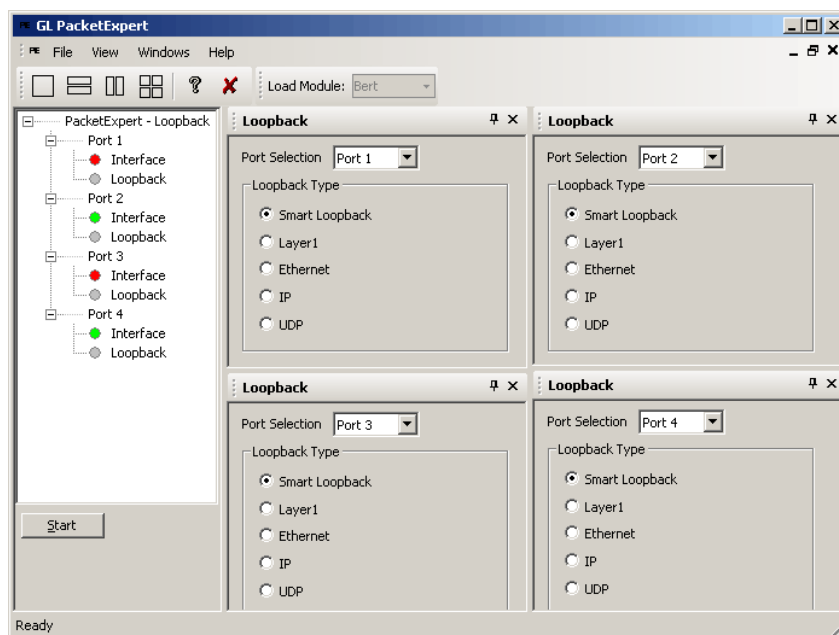 GL PacketExpert
File View Windows Help
Load Module: Bert
PacketExpert - Loopback
Port 1
Interface
Loopback
Port 2
Interface
Loopback
Port 3
Interface
Loopback
Port 4
Interface
Loopback
Start
Loopback
Port Selection Port 1
Loopback Type
Smart Loopback
Layer1
Ethernet
IP
UDP
Loopback
Port Selection Port 2
Loopback Type
Smart Loopback
Layer1
Ethernet
IP
UDP
Loopback
Port Selection Port 3
Loopback Type
Smart Loopback
Layer1
Ethernet
IP
UDP
Loopback
Port Selection Port 4
Loopback Type
Smart Loopback
Layer1
Ethernet
IP
UDP
Ready